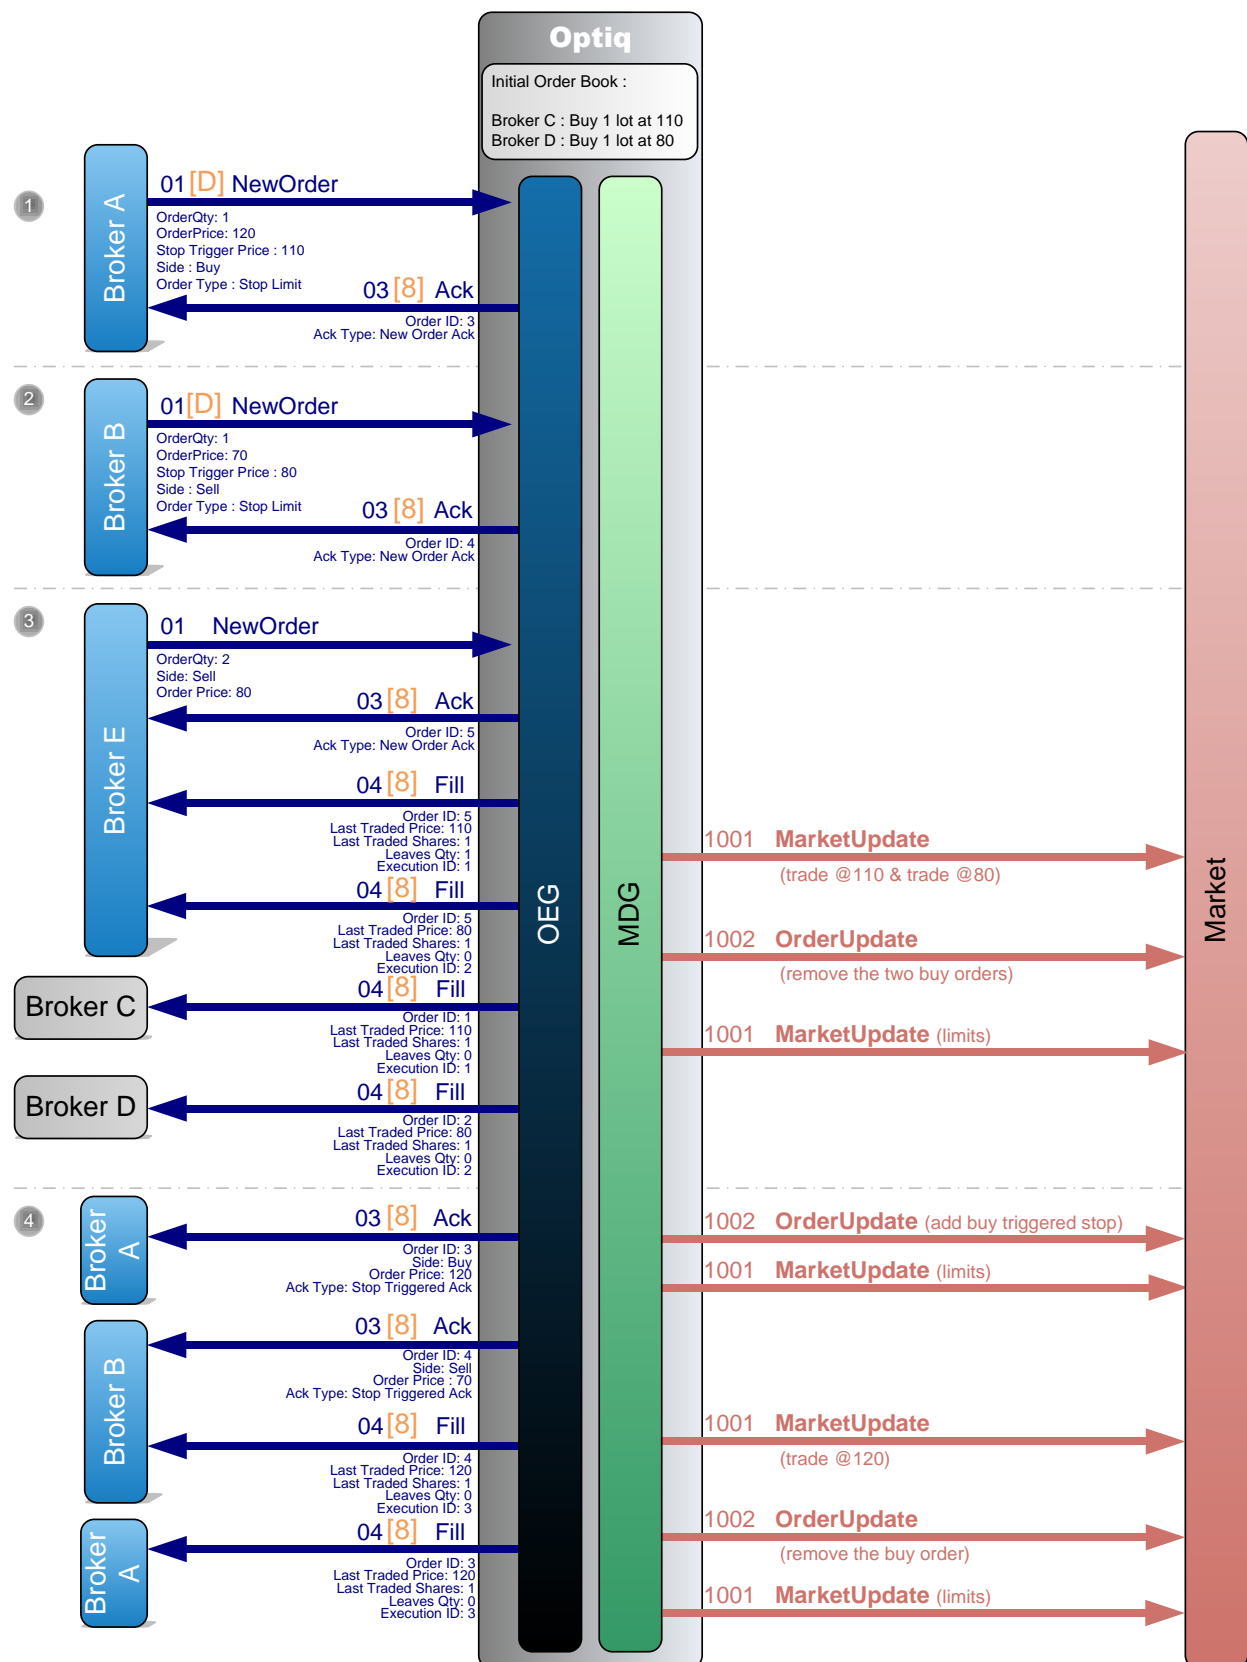 Optiq
Initial Order Book :
Broker C : Buy 1 lot at 110
Broker D : Buy 1 lot at 80
OEG
MDG
Market
1
Broker A
01 [D] NewOrder
OrderQty: 1
OrderPrice: 120
Stop Trigger Price : 110
Side : Buy
Order Type : Stop Limit
03 [8] Ack
Order ID: 3
Ack Type: New Order Ack
2
Broker B
01 [D] NewOrder
OrderQty: 1
OrderPrice: 70
Stop Trigger Price : 80
Side : Sell
Order Type : Stop Limit
03 [8] Ack
Order ID: 4
Ack Type: New Order Ack
3
Broker E
01 NewOrder
OrderQty: 2
Side: Sell
Order Price: 80
03 [8] Ack
Order ID: 5
Ack Type: New Order Ack
04 [8] Fill
Order ID: 5
Last Traded Price: 110
Last Traded Shares: 1
Leaves Qty: 1
Execution ID: 1
1001 MarketUpdate
(trade @110 & trade @80)
04 [8] Fill
Order ID: 5
Last Traded Price: 80
Last Traded Shares: 1
Leaves Qty: 0
Execution ID: 2
1002 OrderUpdate
(remove the two buy orders)
Broker C
04 [8] Fill
Order ID: 1
Last Traded Price: 110
Last Traded Shares: 1
Leaves Qty: 0
Execution ID: 1
1001 MarketUpdate (limits)
Broker D
04 [8] Fill
Order ID: 2
Last Traded Price: 80
Last Traded Shares: 1
Leaves Qty: 0
Execution ID: 2
4
Broker
A
03 [8] Ack
Order ID: 3
Side: Buy
Order Price: 120
Ack Type: Stop Triggered Ack
1002 OrderUpdate (add buy triggered stop)
1001 MarketUpdate (limits)
Broker B
03 [8] Ack
Order ID: 4
Side: Sell
Order Price : 70
Ack Type: Stop Triggered Ack
04 [8] Fill
Order ID: 4
Last Traded Price: 120
Last Traded Shares: 1
Leaves Qty: 0
Execution ID: 3
1001 MarketUpdate
(trade @120)
Broker
A
04 [8] Fill
Order ID: 3
Last Traded Price: 120
Last Traded Shares: 1
Leaves Qty: 0
Execution ID: 3
1002 OrderUpdate
(remove the buy order)
1001 MarketUpdate (limits)